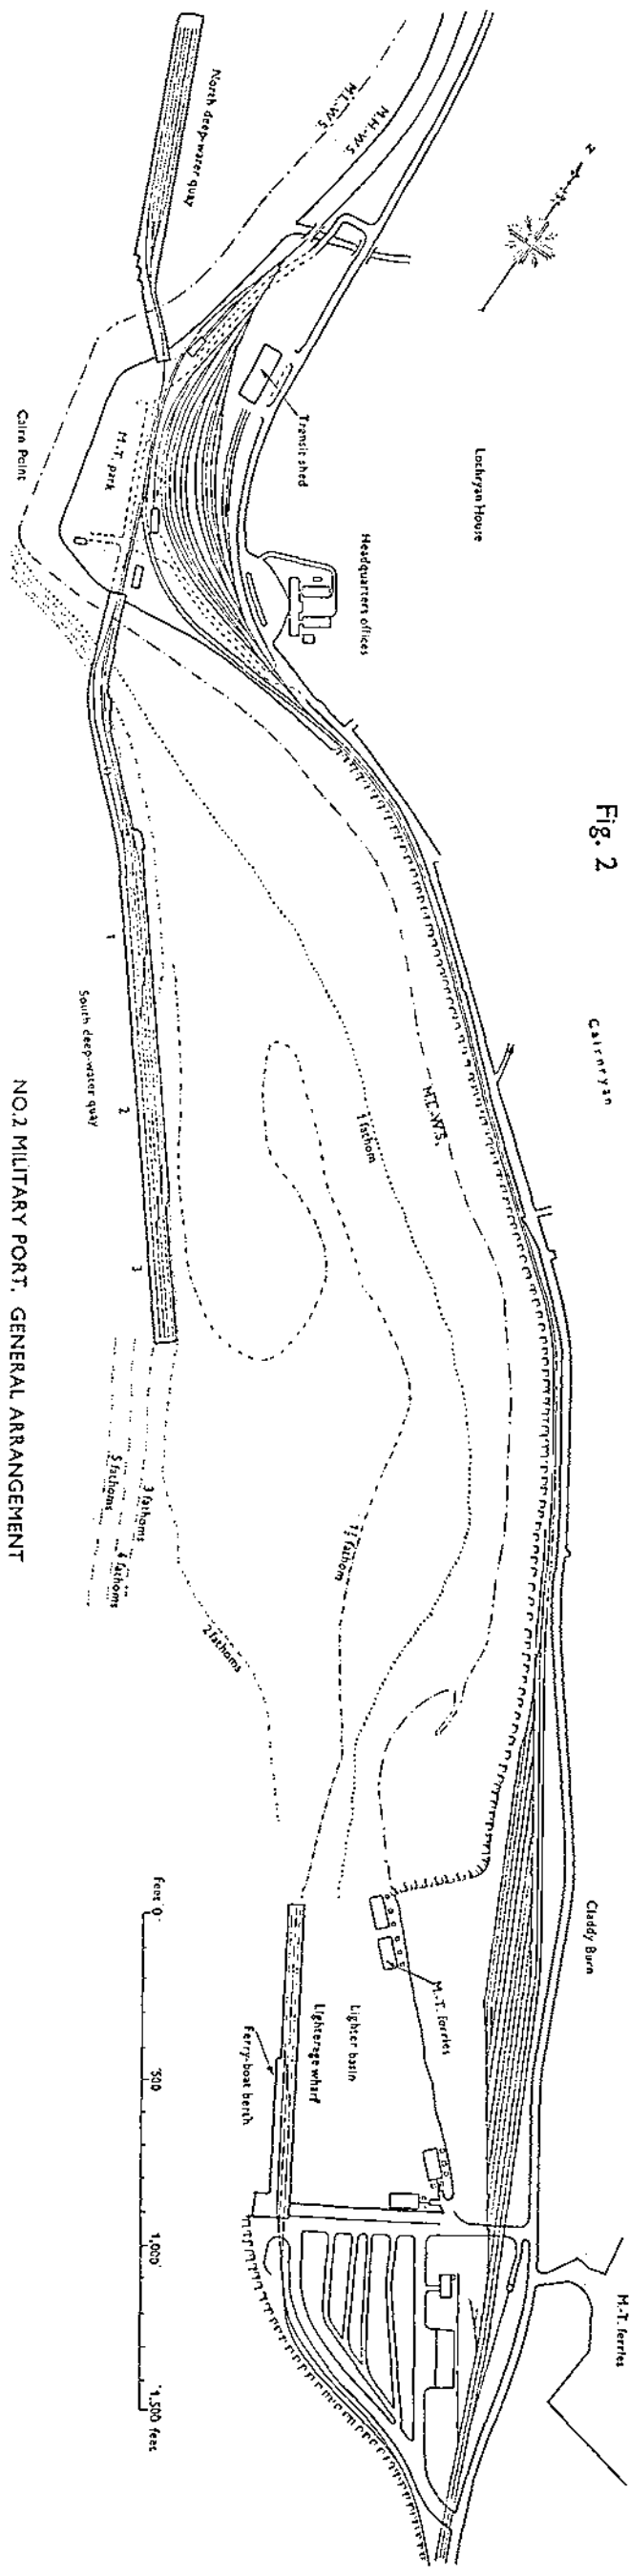 Fig. 2
NO.2 MILITARY PORT. GENERAL ARRANGEMENT
North deep-water quay
M.L.-W.S.
M.H.-W.S.
N
Cairn Point
M.T. park
Transit shed
Lochryan House
Headquarters offices
Cairnryan
South deep-water quay
1
2
3
M.L.-W.S.
1 fathom
1½ fathom
2 fathoms
3 fathoms
4 fathoms
5 fathoms
Claddy Burn
M.-T. ferries
Lighter basin
Lighterage wharf
Ferry-boat berth
M.-T. ferries
Feet 0
500
1,000
1,500 feet